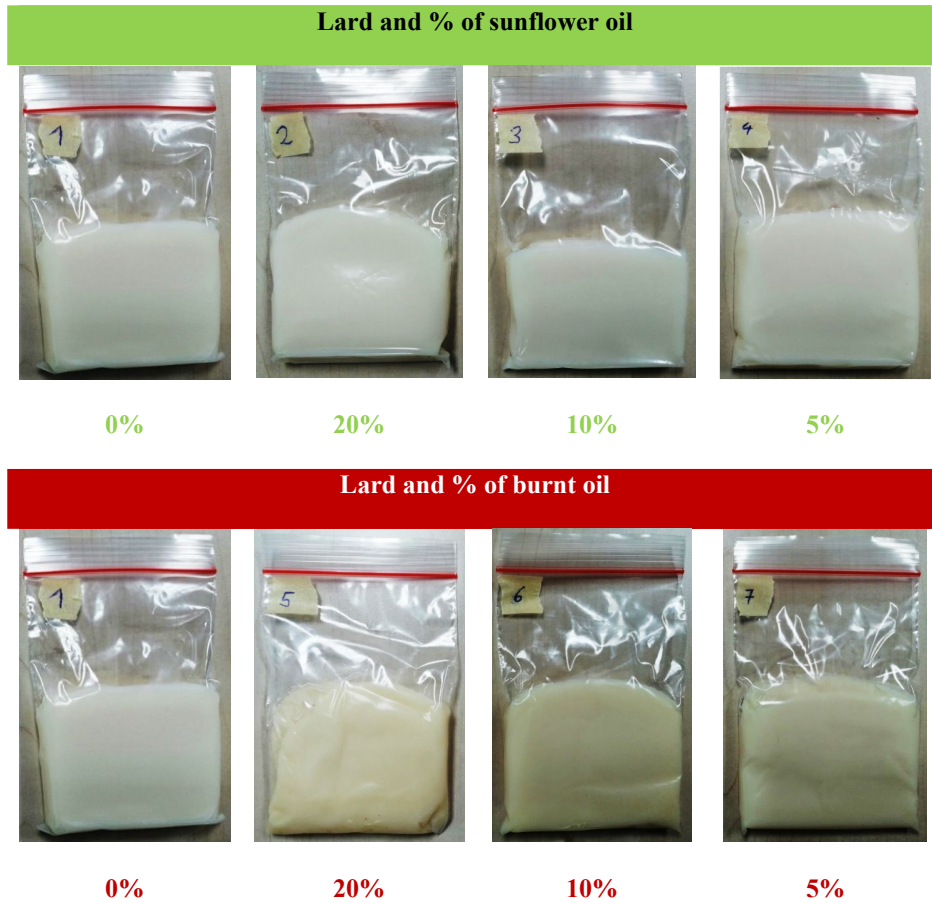 Lard and % of sunflower oil
1 2 3 4
0% 20% 10% 5%
Lard and % of burnt oil
1 5 6 7
0% 20% 10% 5%